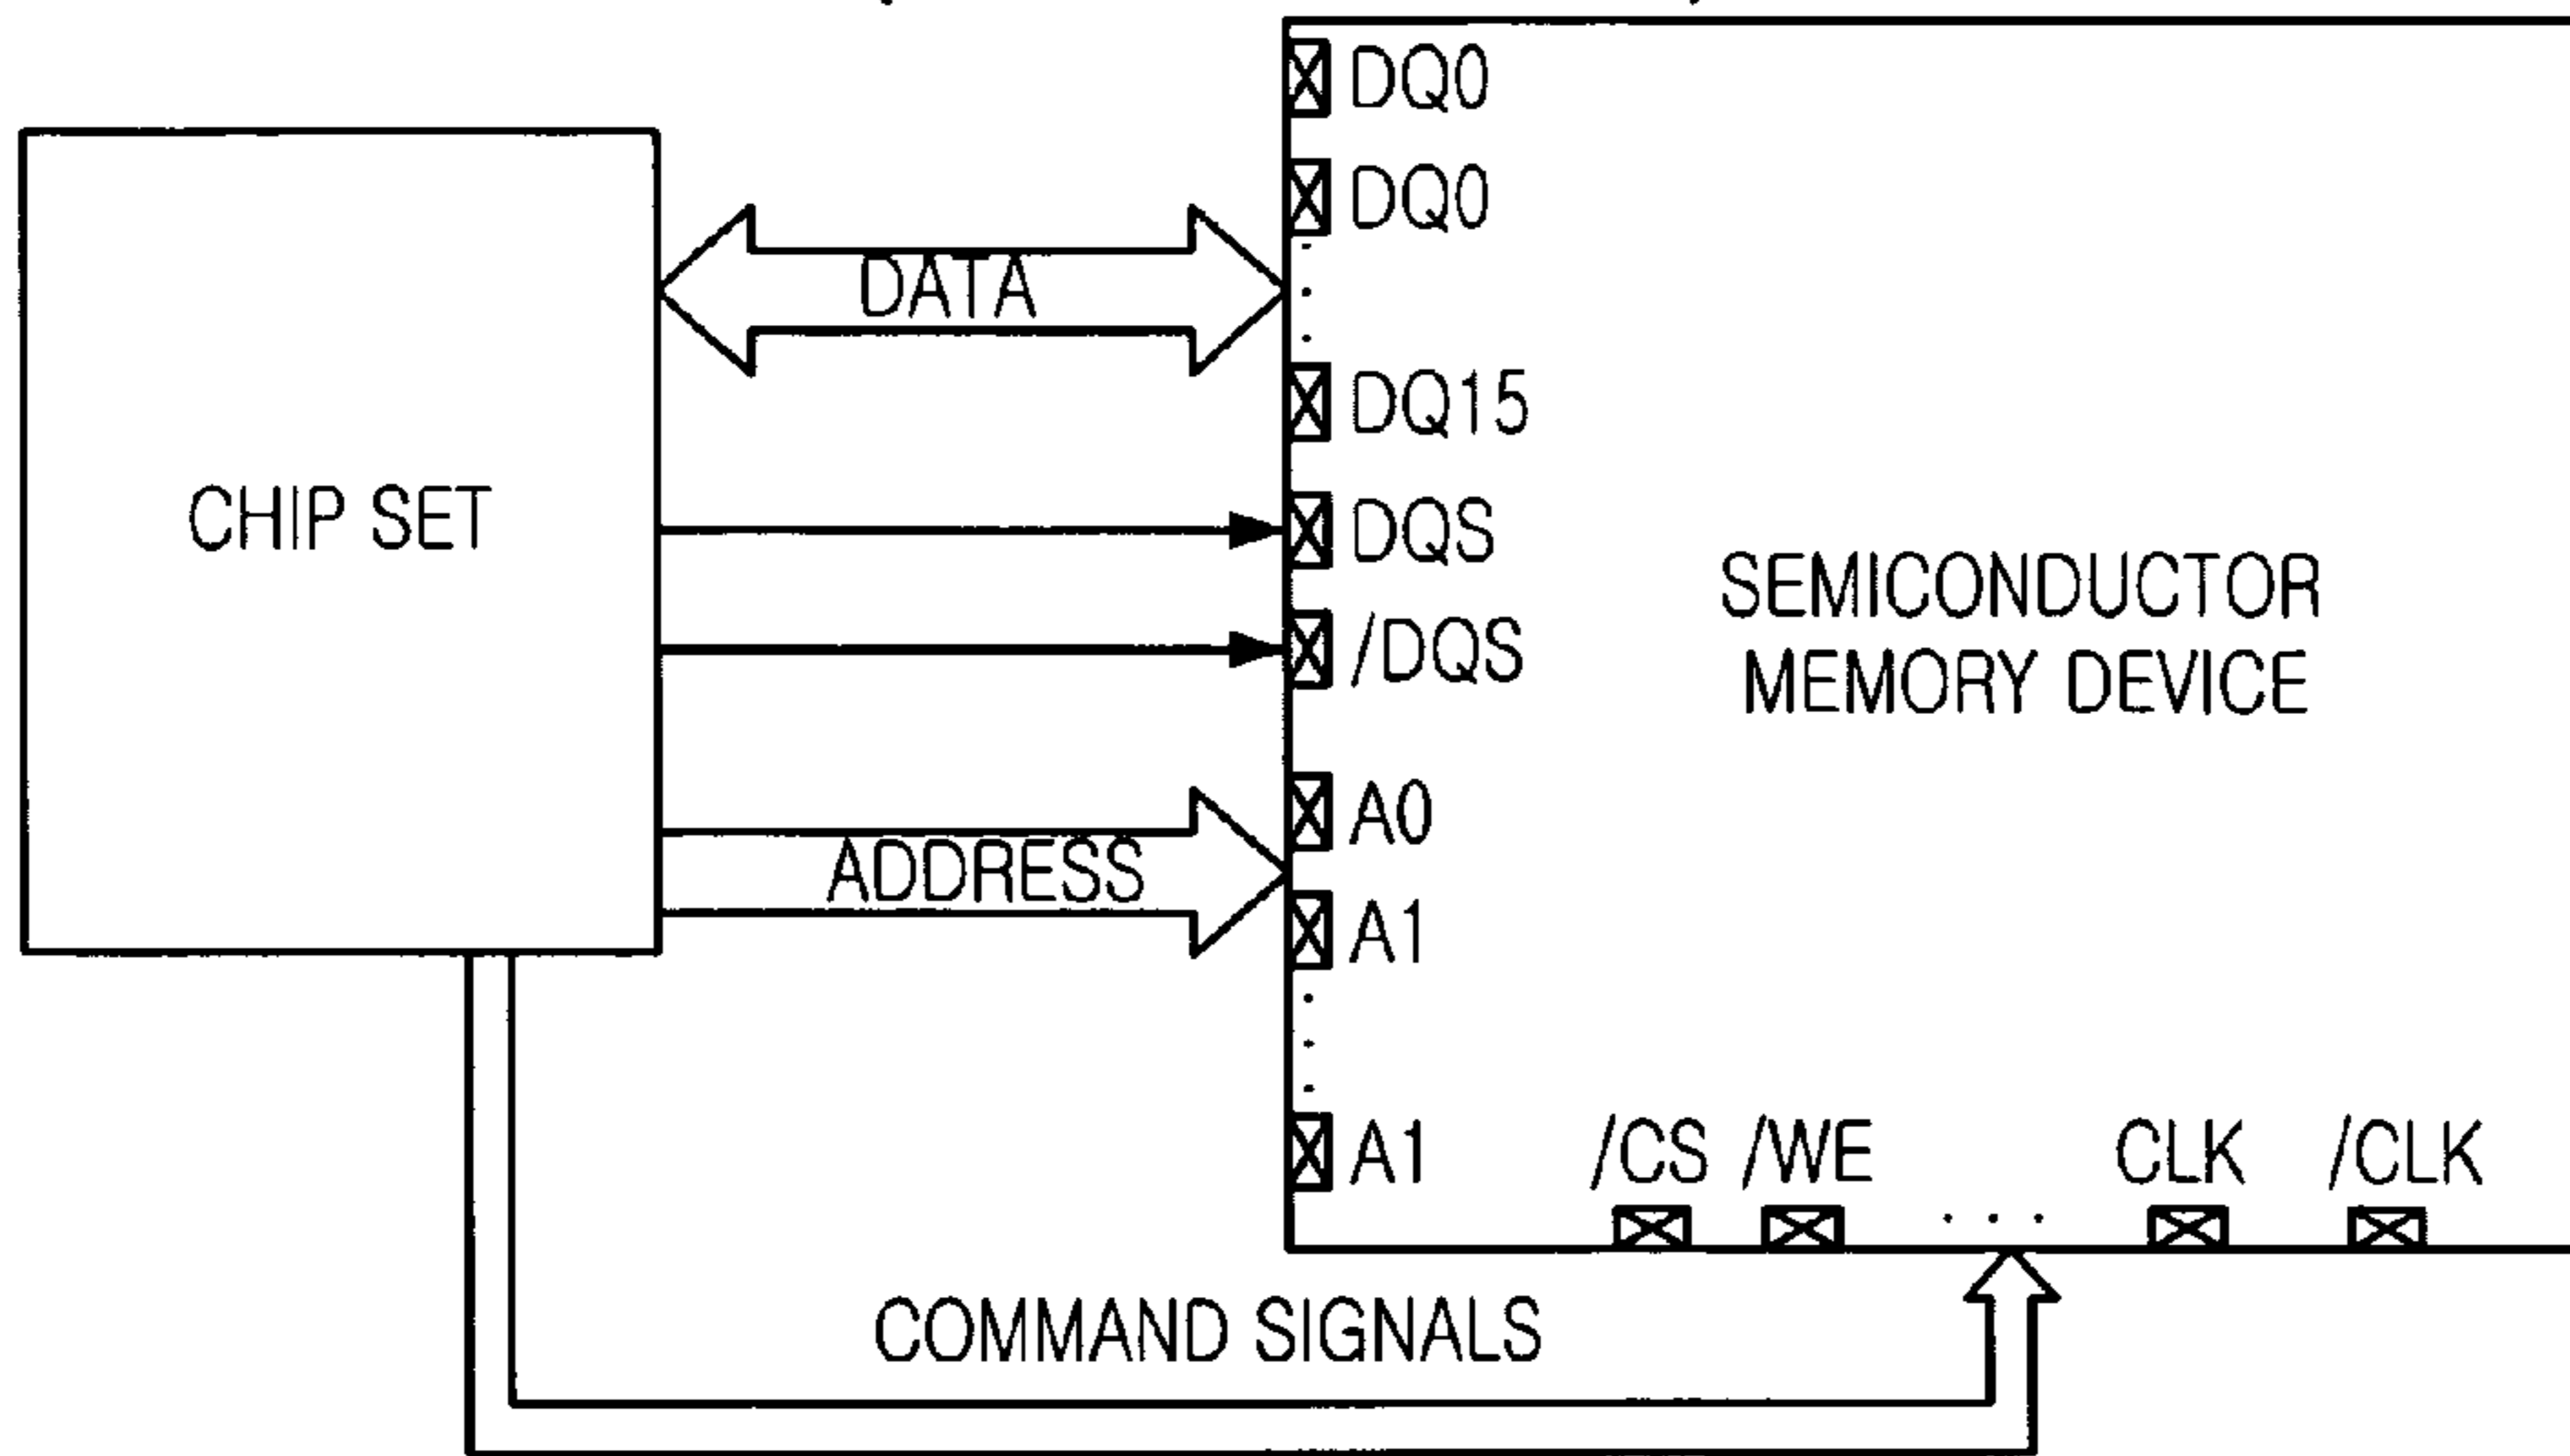 DQ0
DQ0
DATA
DQ15
CHIP SET
DQS
/DQS
SEMICONDUCTOR
MEMORY DEVICE
A0
ADDRESS
A1
A1
/CS /WE ... CLK /CLK
COMMAND SIGNALS